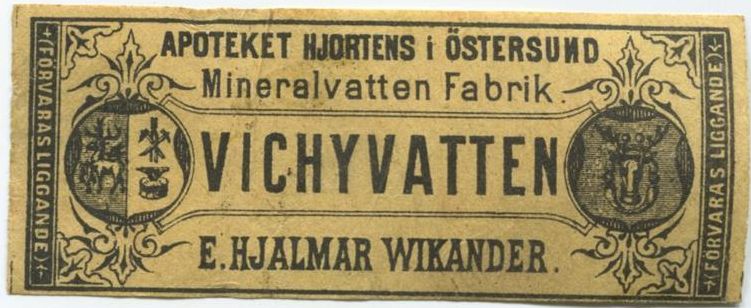 APOTEKET HJORTENS i ÖSTERSUND
Mineralvatten Fabrik.
VICHYVATTEN
E. HJALMAR WIKANDER.
(FÖRVARAS LIGGANDE)
(FÖRVARAS LIGGANDE)